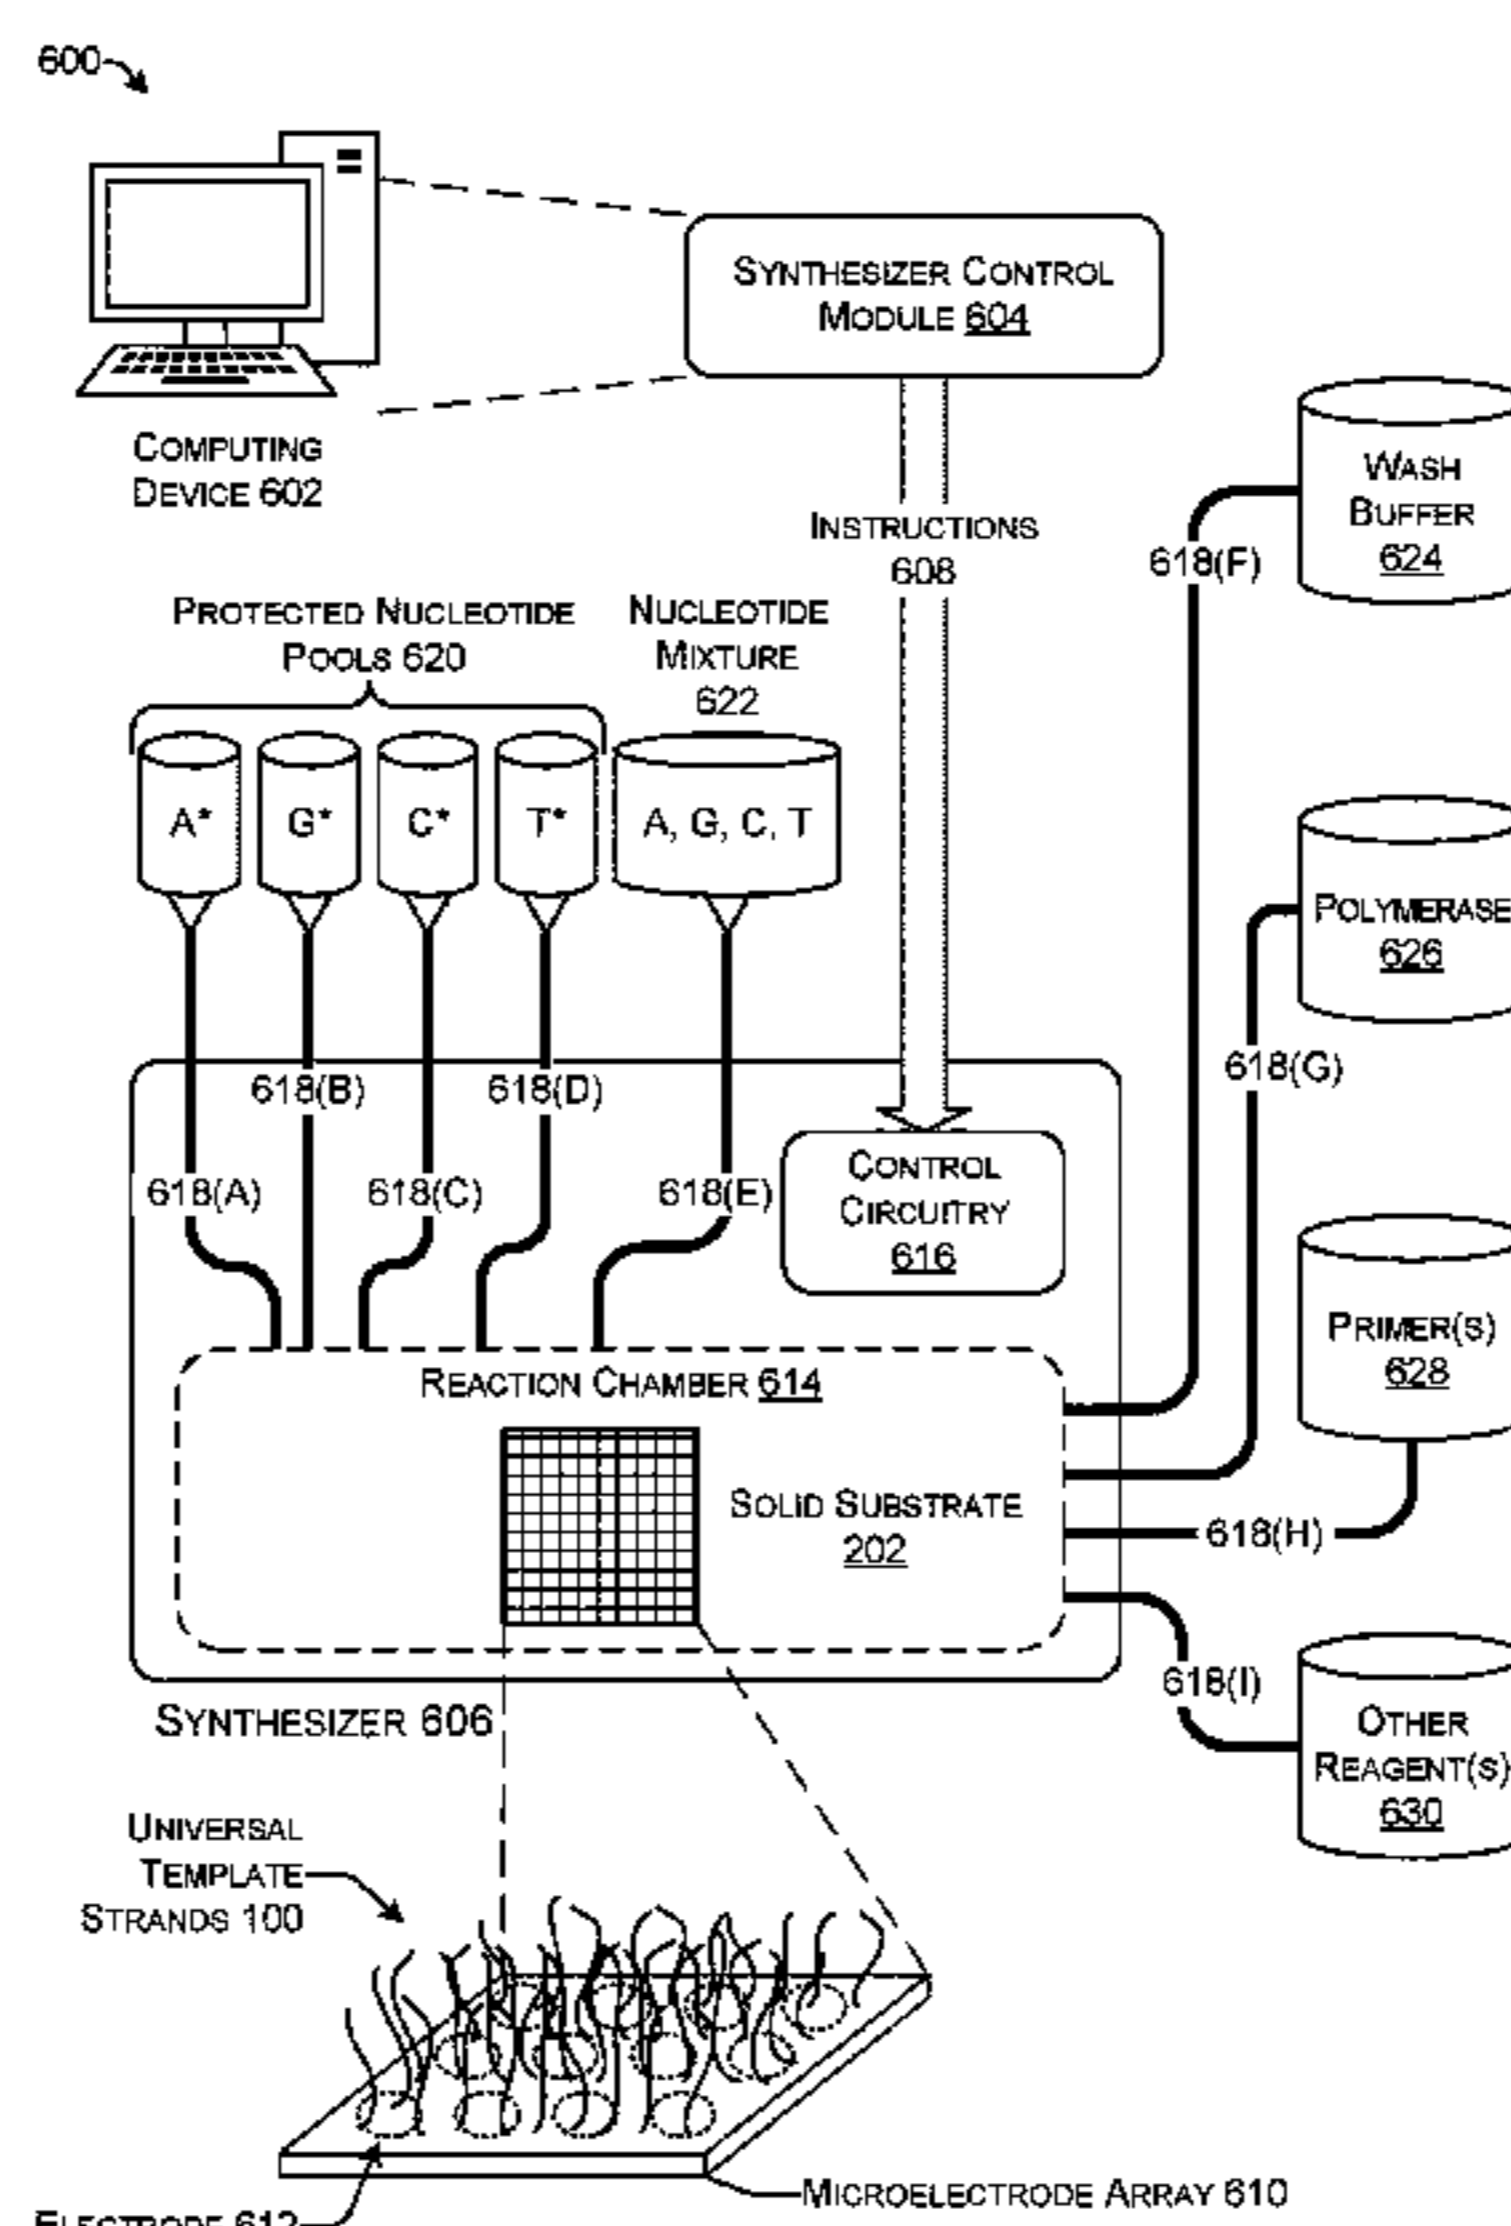 600
SYNTHESIZER CONTROL
MODULE 604
COMPUTING
DEVICE 602
WASH
BUFFER
624
INSTRUCTIONS
608
618(F)
PROTECTED NUCLEOTIDE
POOLS 620
NUCLEOTIDE
MIXTURE
622
A*
G*
C*
T*
A, G, C, T
POLYMERASE
626
618(G)
618(B)
618(D)
618(A)
618(C)
618(E)
CONTROL
CIRCUITRY
616
PRIMER(S)
628
REACTION CHAMBER 614
SOLID SUBSTRATE
202
618(H)
618(I)
SYNTHESIZER 606
OTHER
REAGENT(S)
630
UNIVERSAL
TEMPLATE
STRANDS 100
MICROELECTRODE ARRAY 610
ELECTRODE 612